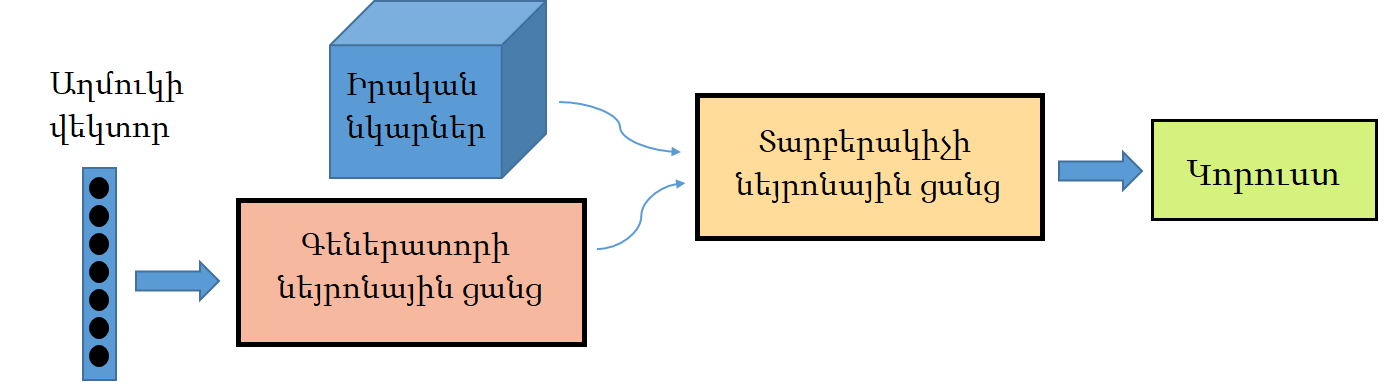 Աղմուկի
վեկտոր
Իրական
նկարներ
Գեներատորի
նեյրոնային ցանց
Տարբերակիչի
նեյրոնային ցանց
Կորուստ